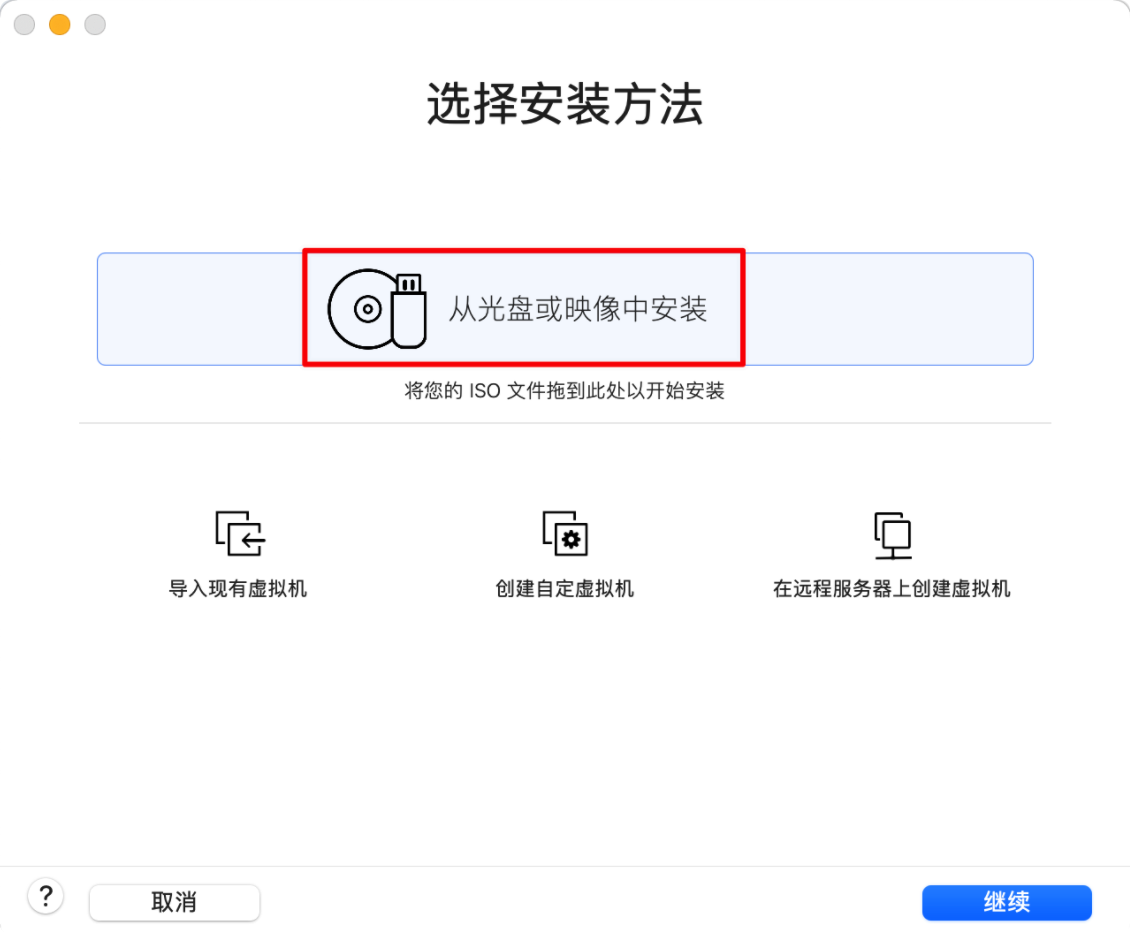 选择安装方法
从光盘或映像中安装
将您的 ISO 文件拖到此处以开始安装
导入现有虚拟机
创建自定虚拟机
在远程服务器上创建虚拟机
?
取消
继续